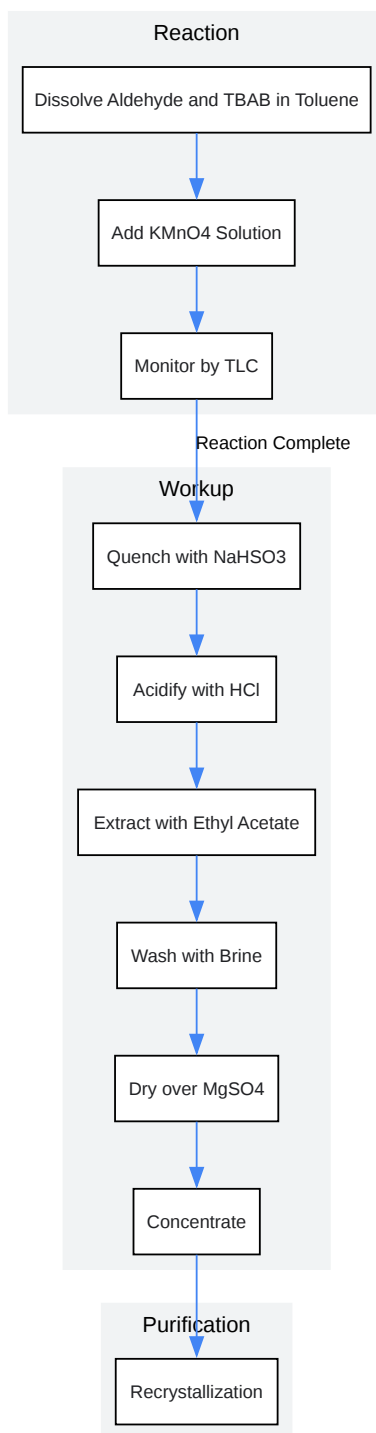 Reaction
Dissolve Aldehyde and TBAB in Toluene
Add KMnO4 Solution
Monitor by TLC
Reaction Complete
Workup
Quench with NaHSO3
Acidify with HCl
Extract with Ethyl Acetate
Wash with Brine
Dry over MgSO4
Concentrate
Purification
Recrystallization